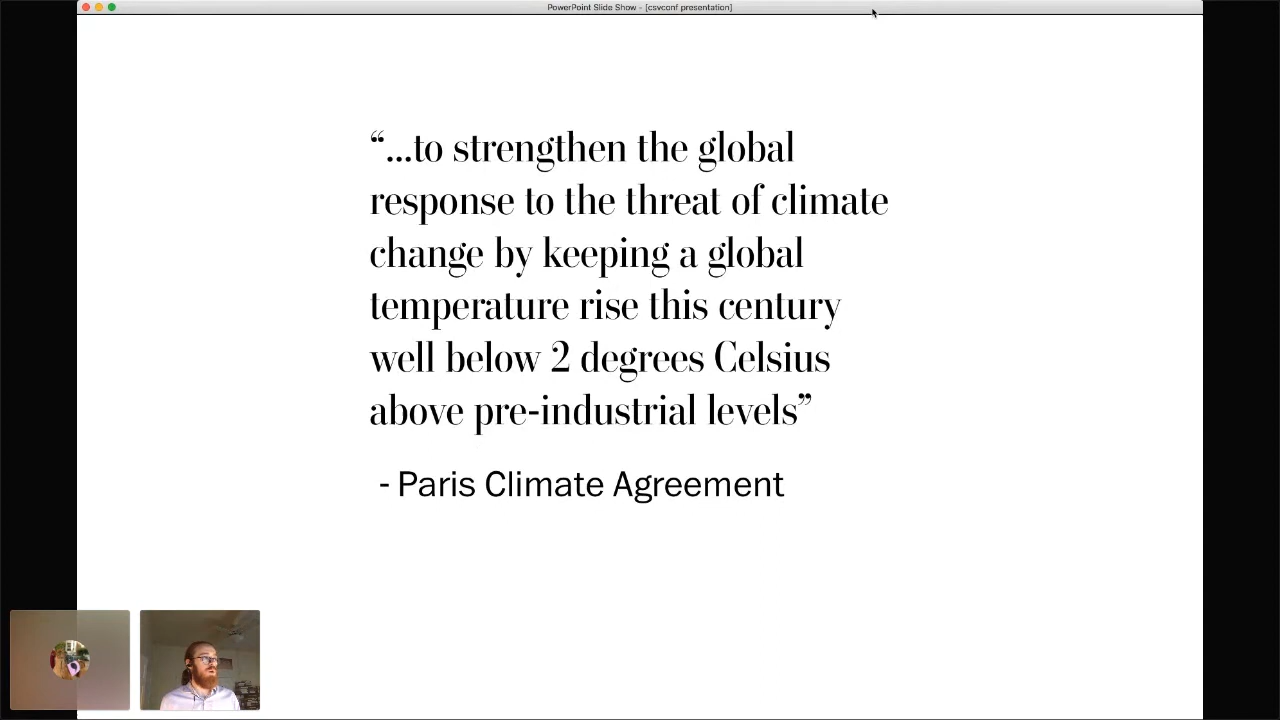 PowerPoint Slide Show - [csvconf presentation]
“...to strengthen the global
response to the threat of climate
change by keeping a global
temperature rise this century
well below 2 degrees Celsius
above pre-industrial levels”
- Paris Climate Agreement